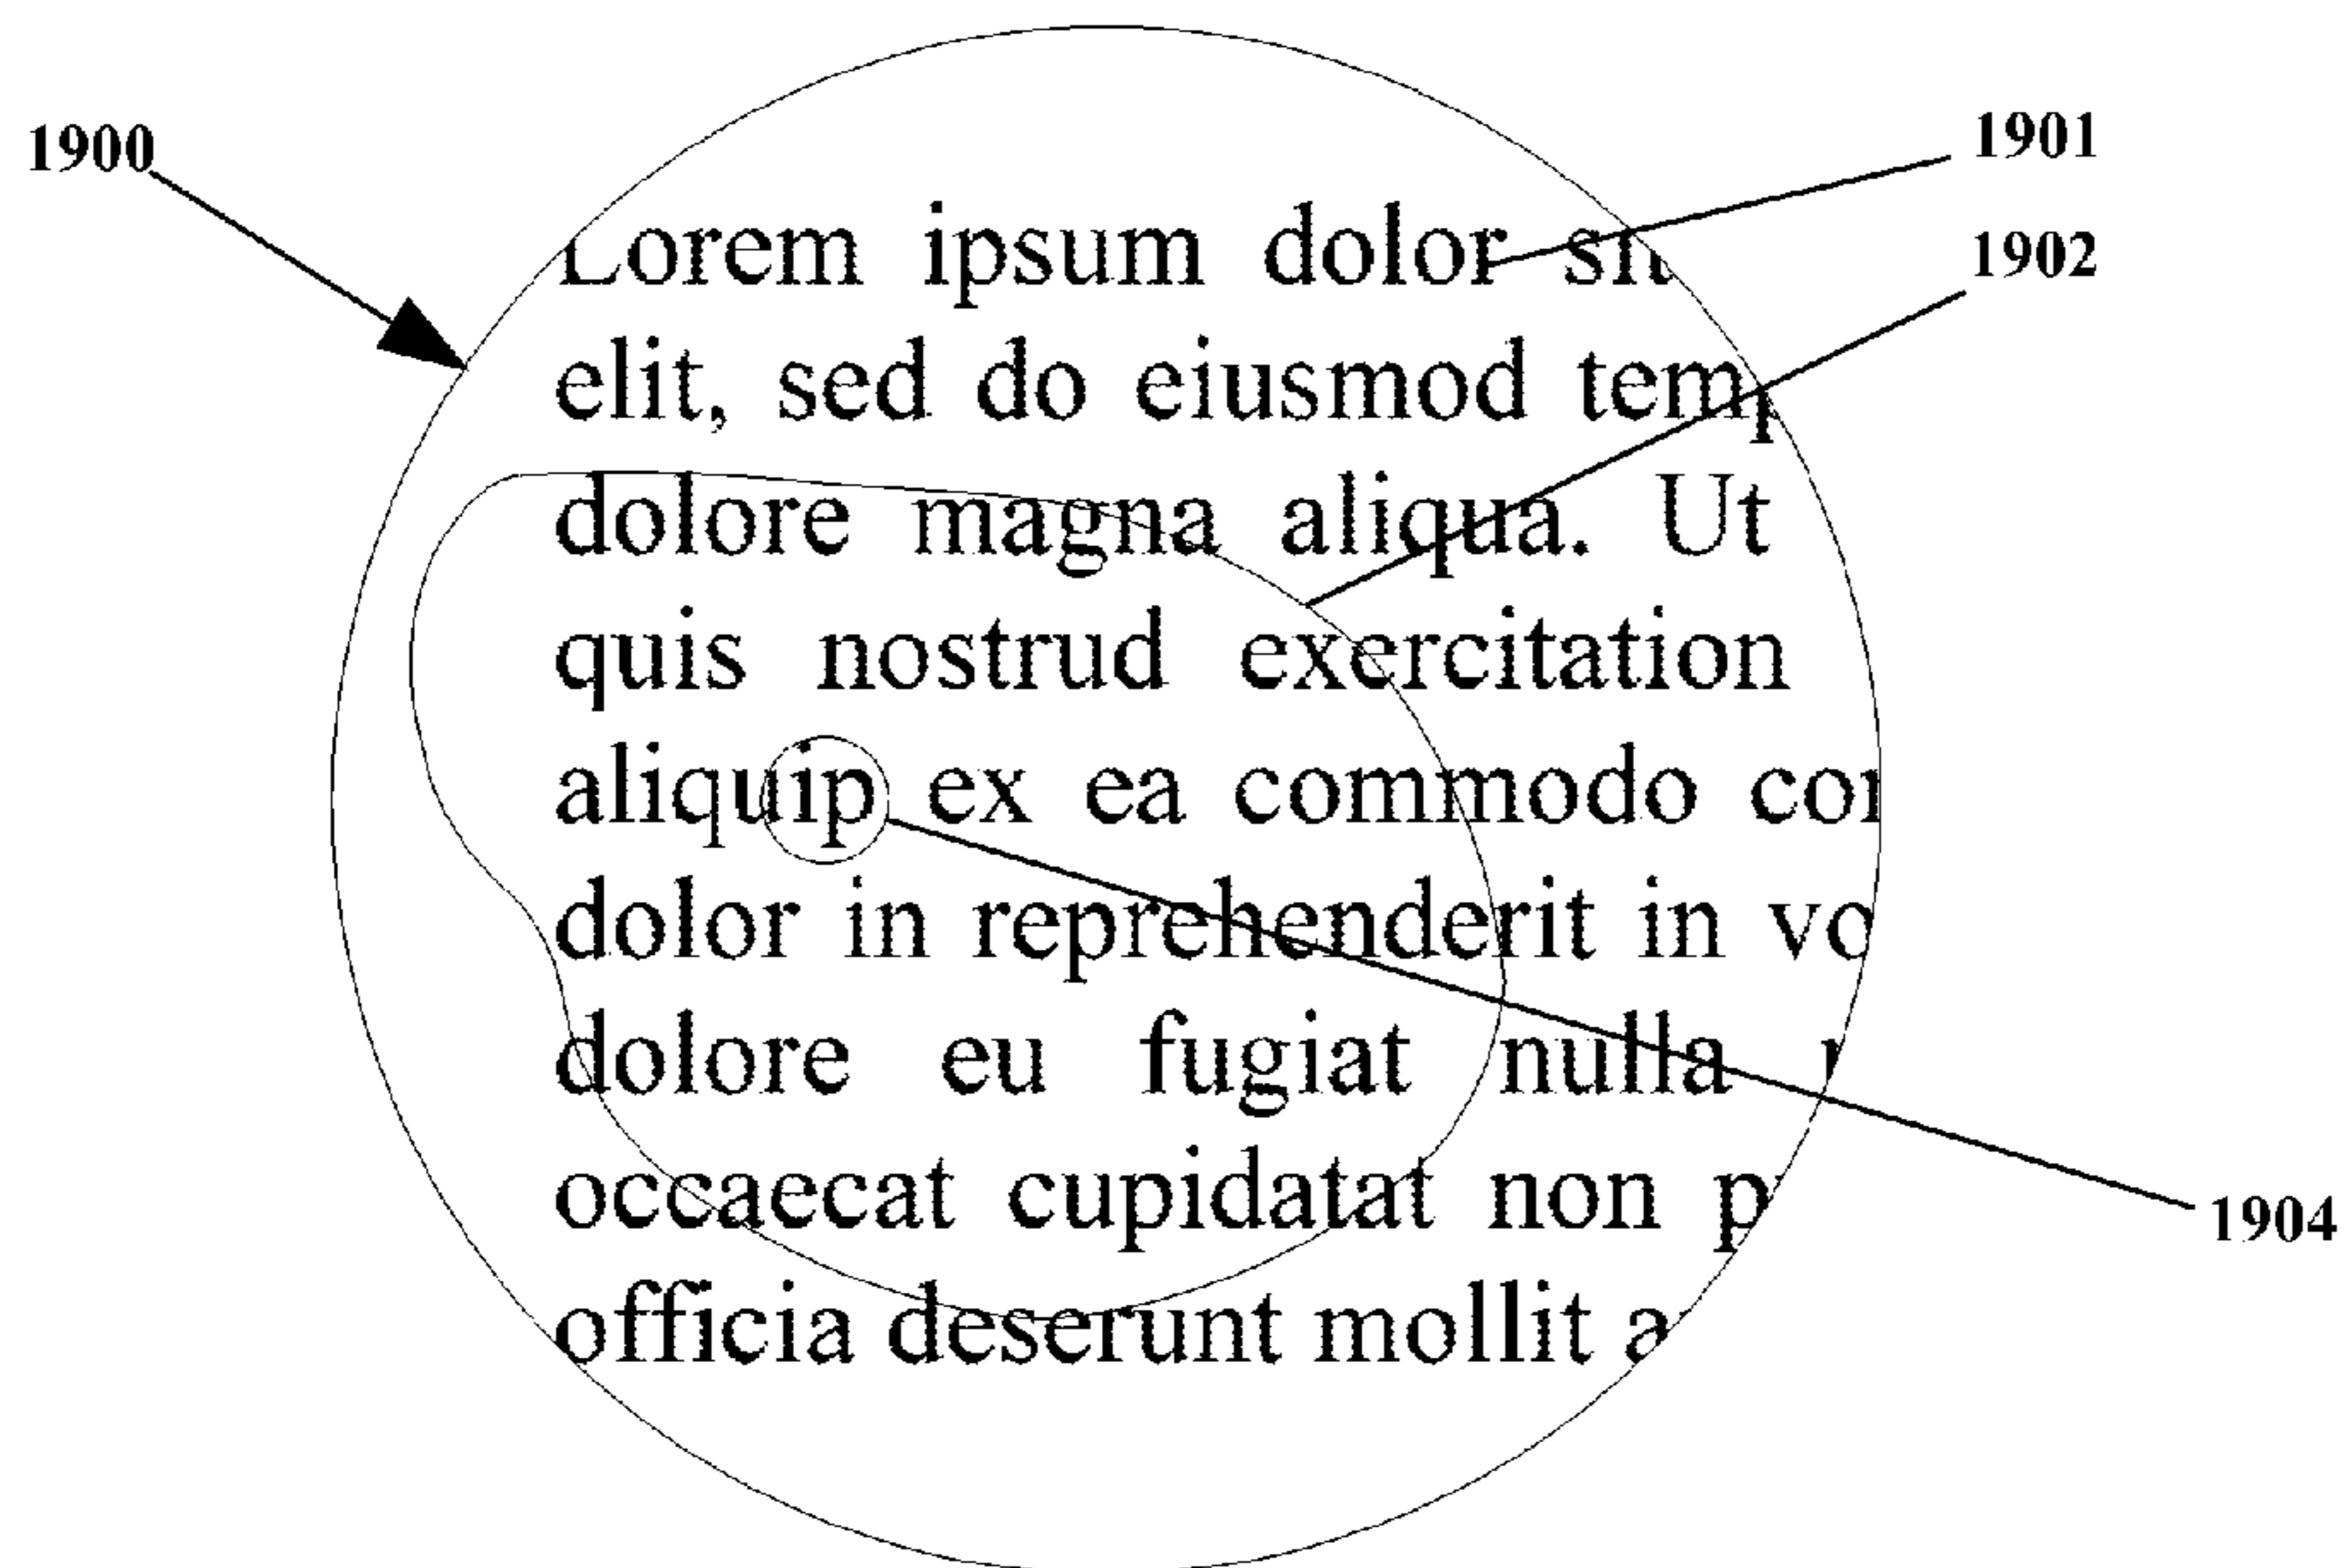 1900
1901
1902
Lorem ipsum dolor
elit, sed do eiusmod temp
dolore magna aliqua. Ut
quis nostrud exercitation
aliquip ex ea commodo
dolor in reprehenderit in
dolore eu fugiat nulla
occaecat cupidatat non p
officia deserunt mollit a
1904